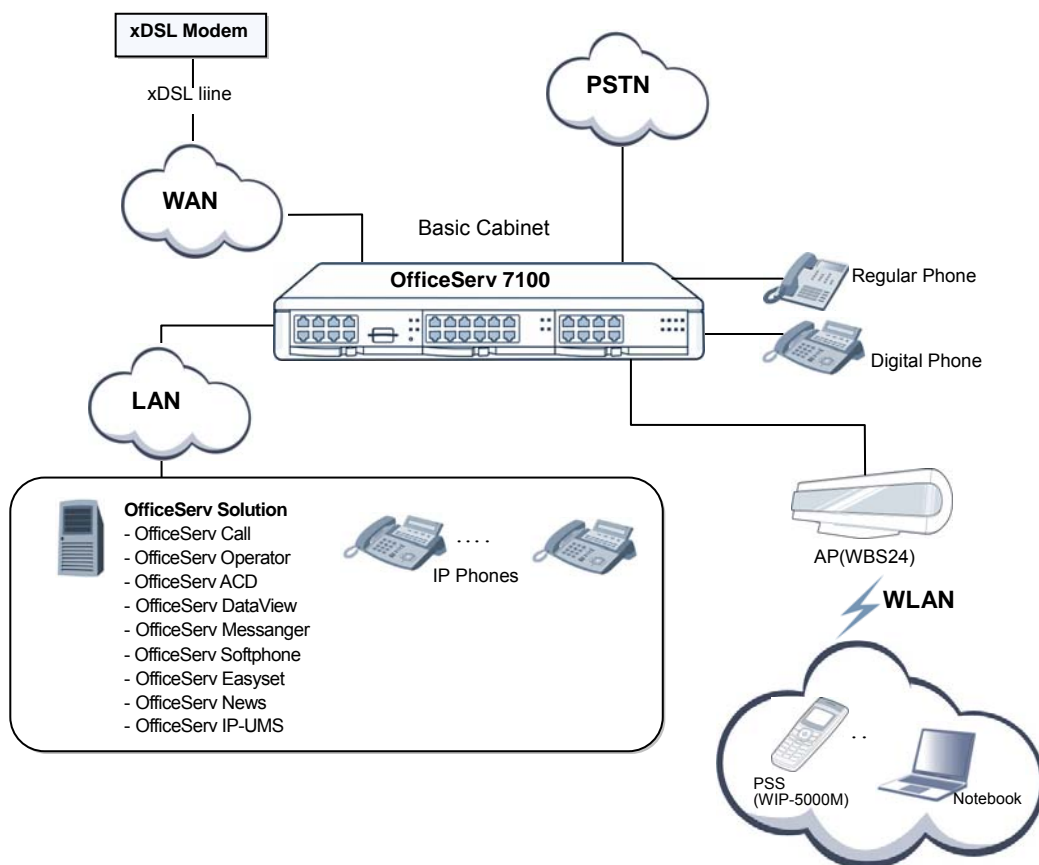 xDSL Modem
xDSL liine
WAN
PSTN
Basic Cabinet
OfficeServ 7100
Regular Phone
Digital Phone
LAN
OfficeServ Solution
- OfficeServ Call
- OfficeServ Operator
- OfficeServ ACD
- OfficeServ DataView
- OfficeServ Messanger
- OfficeServ Softphone
- OfficeServ Easyset
- OfficeServ News
- OfficeServ IP-UMS
. . . .
IP Phones
AP(WBS24)
WLAN
. .
PSS
(WIP-5000M)
Notebook